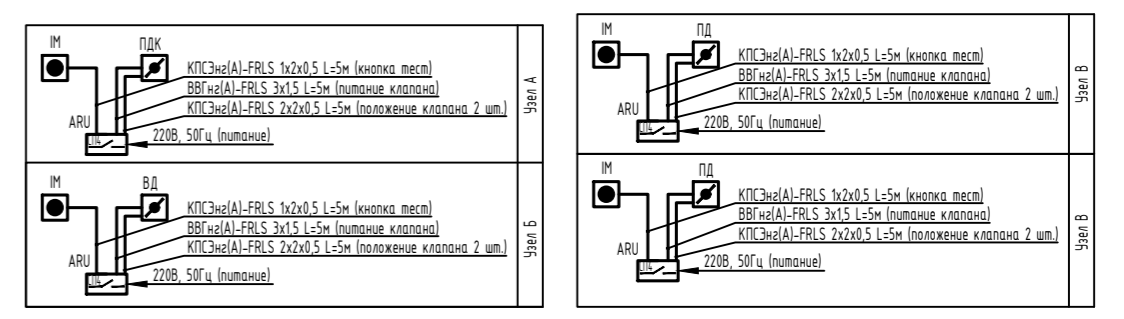 IM ПДК
КПСЭнг(А)-FRLS 1х2х0,5 L=5м (кнопка тест)
ВВГнг(А)-FRLS 3х1,5 L=5м (питание клапана)
КПСЭнг(А)-FRLS 2х2х0,5 L=5м (положение клапана 2 шт.)
ARU
220В, 50Гц (питание)
Узел А
IM ВД
КПСЭнг(А)-FRLS 1х2х0,5 L=5м (кнопка тест)
ВВГнг(А)-FRLS 3х1,5 L=5м (питание клапана)
КПСЭнг(А)-FRLS 2х2х0,5 L=5м (положение клапана 2 шт.)
ARU
220В, 50Гц (питание)
Узел Б
IM ПД
КПСЭнг(А)-FRLS 1х2х0,5 L=5м (кнопка тест)
ВВГнг(А)-FRLS 3х1,5 L=5м (питание клапана)
КПСЭнг(А)-FRLS 2х2х0,5 L=5м (положение клапана 2 шт.)
ARU
220В, 50Гц (питание)
Узел В
IM ПД
КПСЭнг(А)-FRLS 1х2х0,5 L=5м (кнопка тест)
ВВГнг(А)-FRLS 3х1,5 L=5м (питание клапана)
КПСЭнг(А)-FRLS 2х2х0,5 L=5м (положение клапана 2 шт.)
ARU
220В, 50Гц (питание)
Узел В